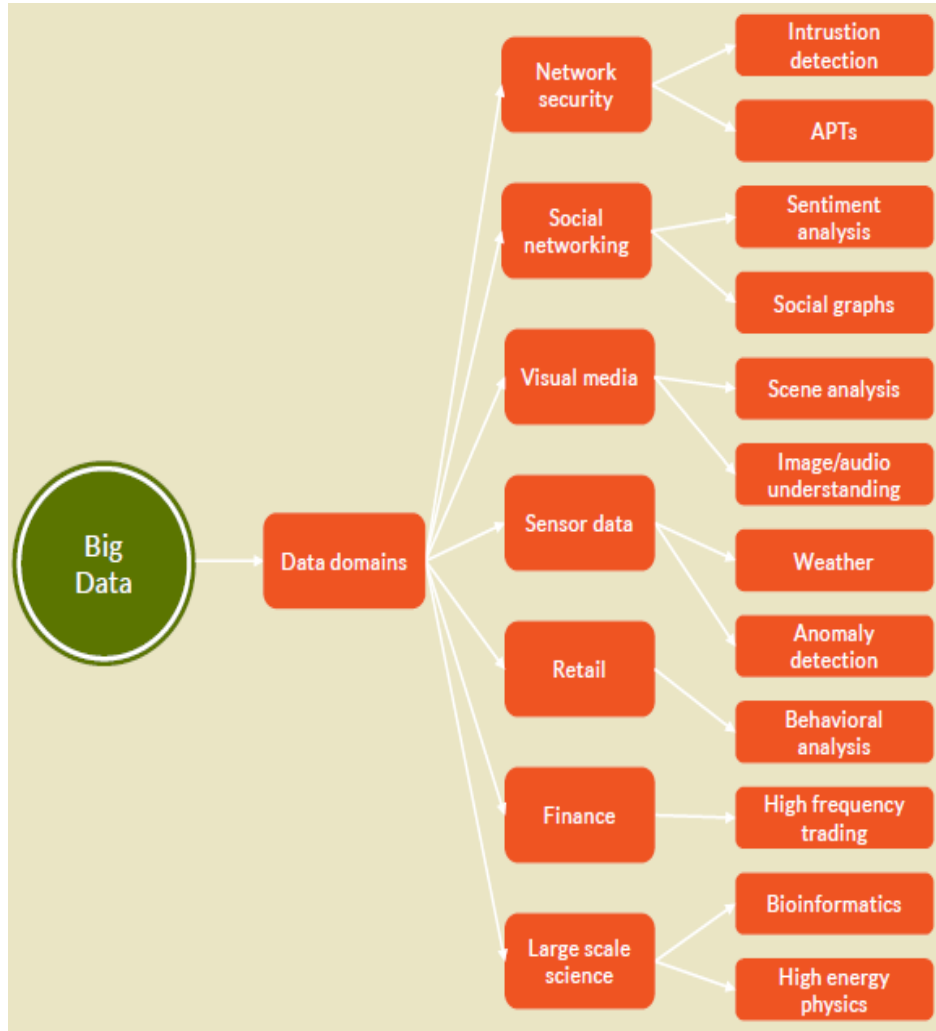 Big
Data
Data domains
Network
security
Social
networking
Visual media
Sensor data
Retail
Finance
Large scale
science
Intrustion
detection
APTs
Sentiment
analysis
Social graphs
Scene analysis
Image/audio
understanding
Weather
Anomaly
detection
Behavioral
analysis
High frequency
trading
Bioinformatics
High energy
physics